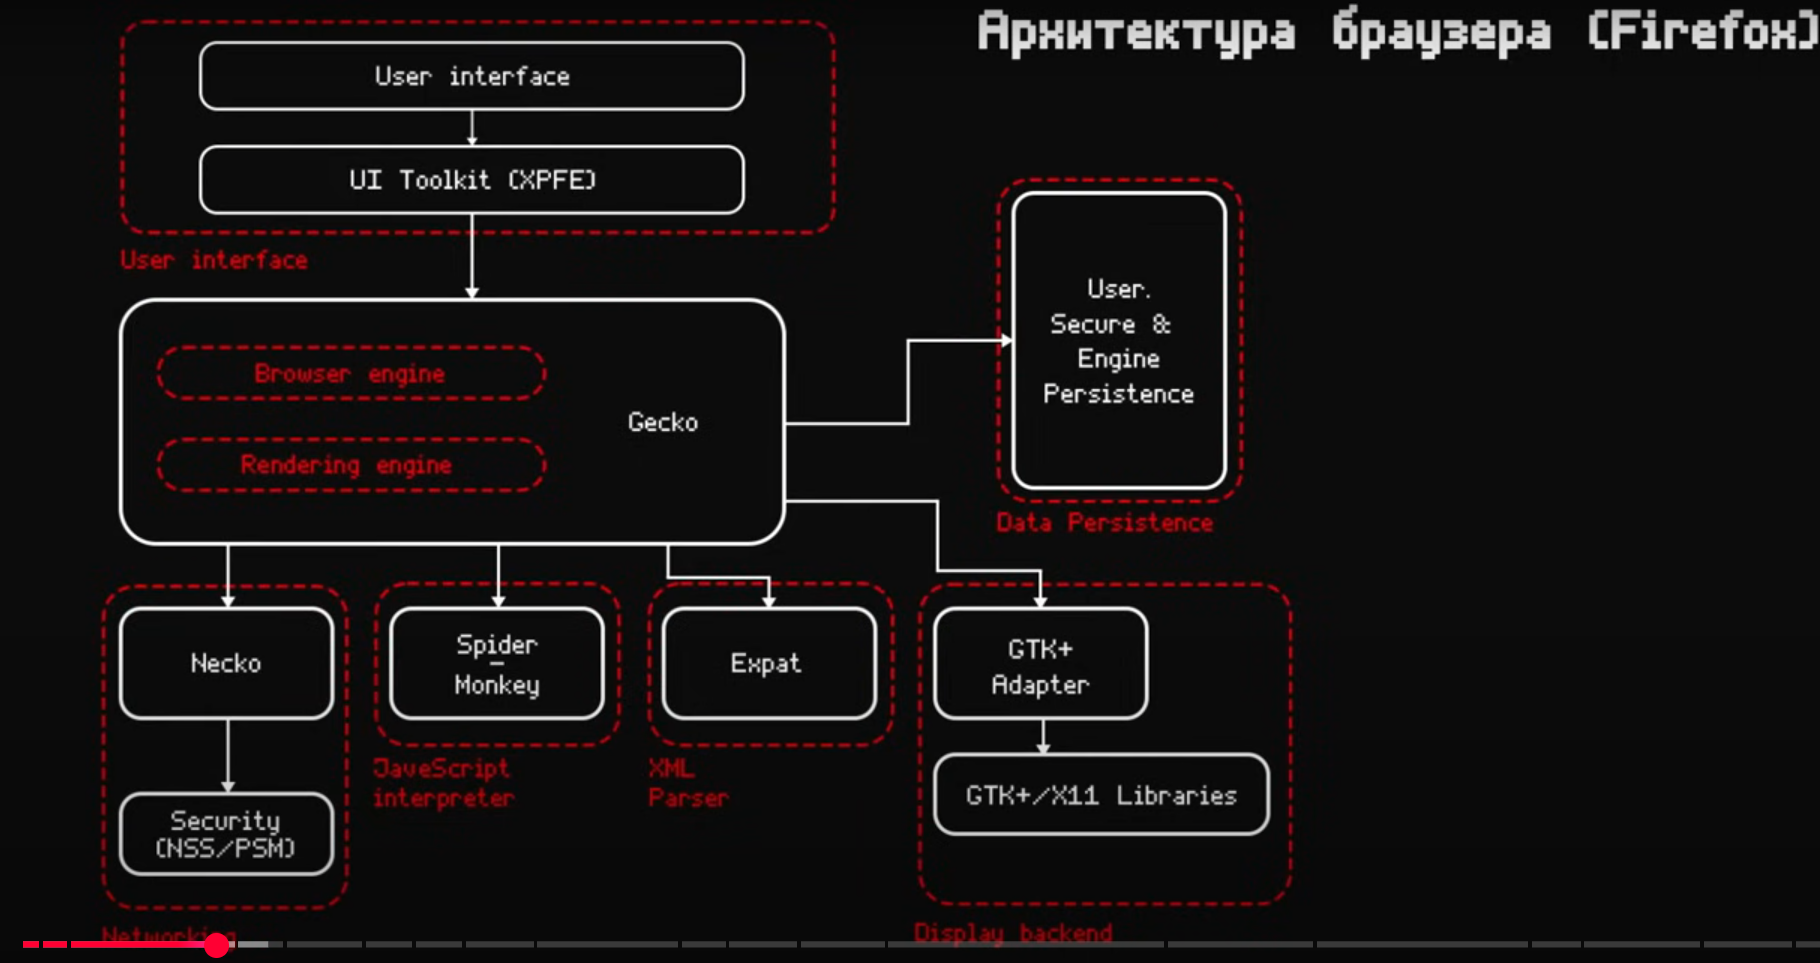 Архитектура браузера (Firefox)
User interface
UI Toolkit (XPFE)
User interface
Browser engine
Rendering engine
Gecko
User.
Secure &
Engine
Persistence
Data Persistence
Necko
Security
(NSS/PSM)
Networking
Spider
–
Monkey
JaveScript
interpreter
Expat
XML
Parser
GTK+
Adapter
GTK+/X11 Libraries
Display backend